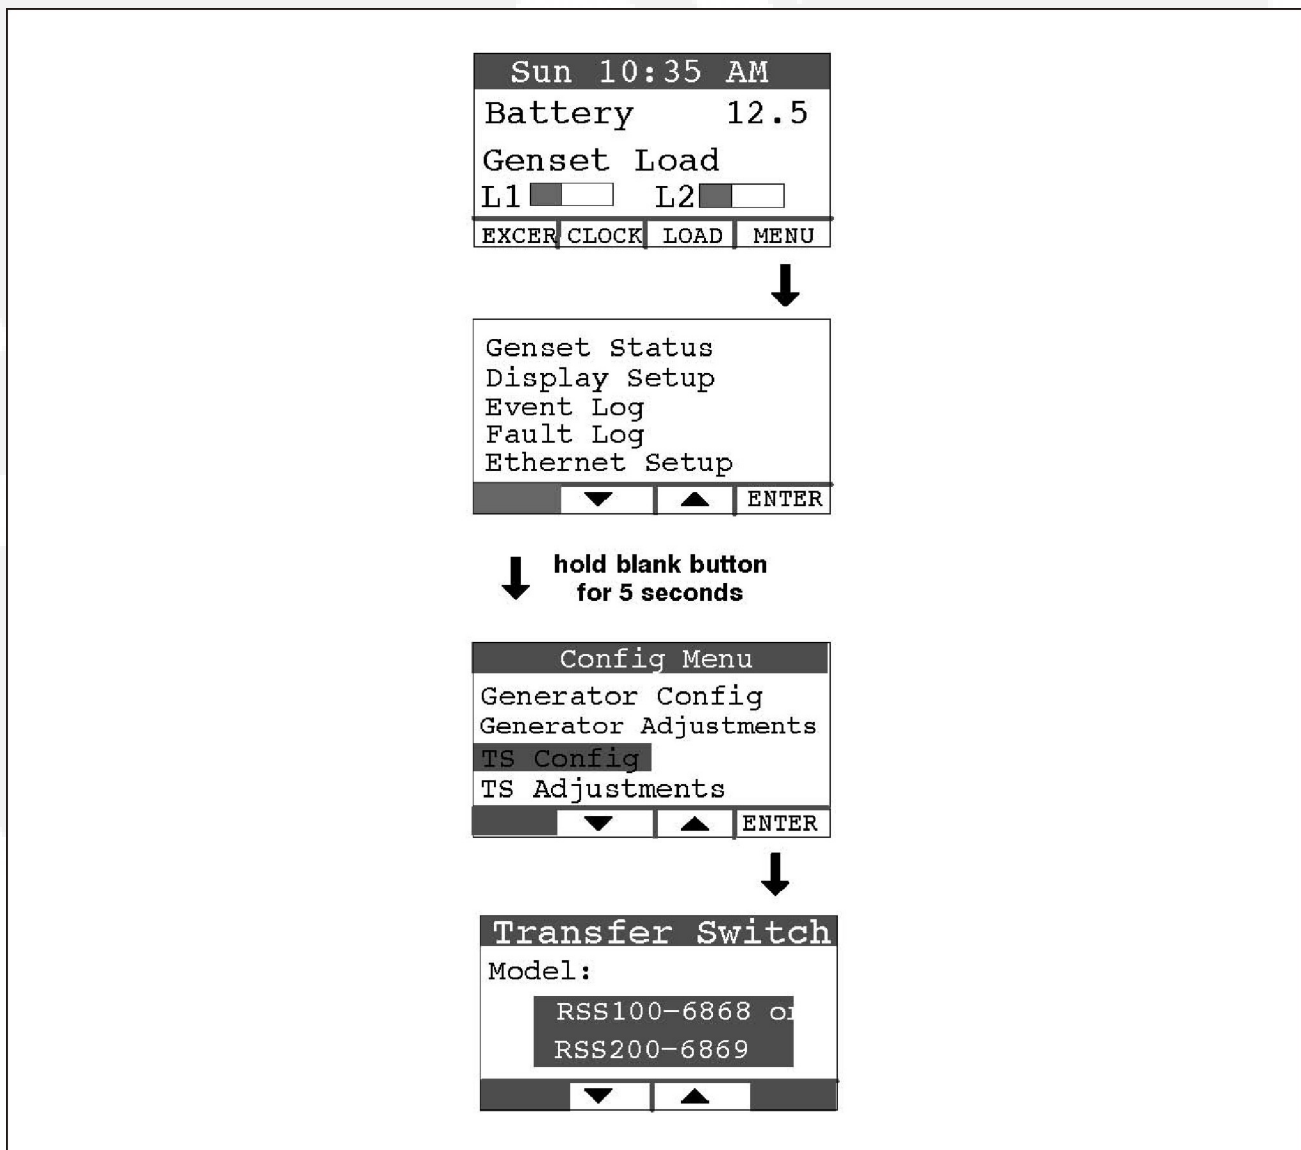 Sun 10:35 AM
Battery 12.5
Genset Load
L1 L2
EXCER CLOCK LOAD MENU
Genset Status
Display Setup
Event Log
Fault Log
Ethernet Setup
ENTER
hold blank button
for 5 seconds
Config Menu
Generator Config
Generator Adjustments
TS Config
TS Adjustments
ENTER
Transfer Switch
Model:
RSS100-6868 or
RSS200-6869